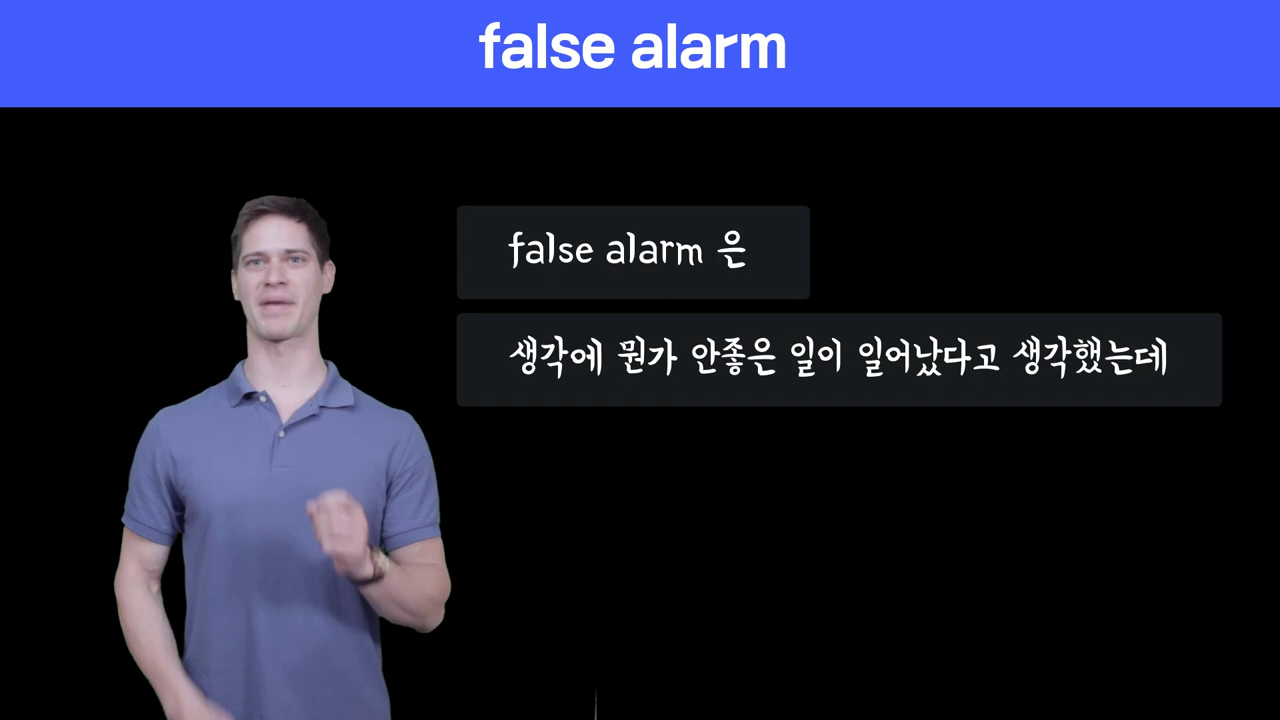 false alarm
false alarm 은
생각에 뭔가 안좋은 일이 일어났다고 생각했는데